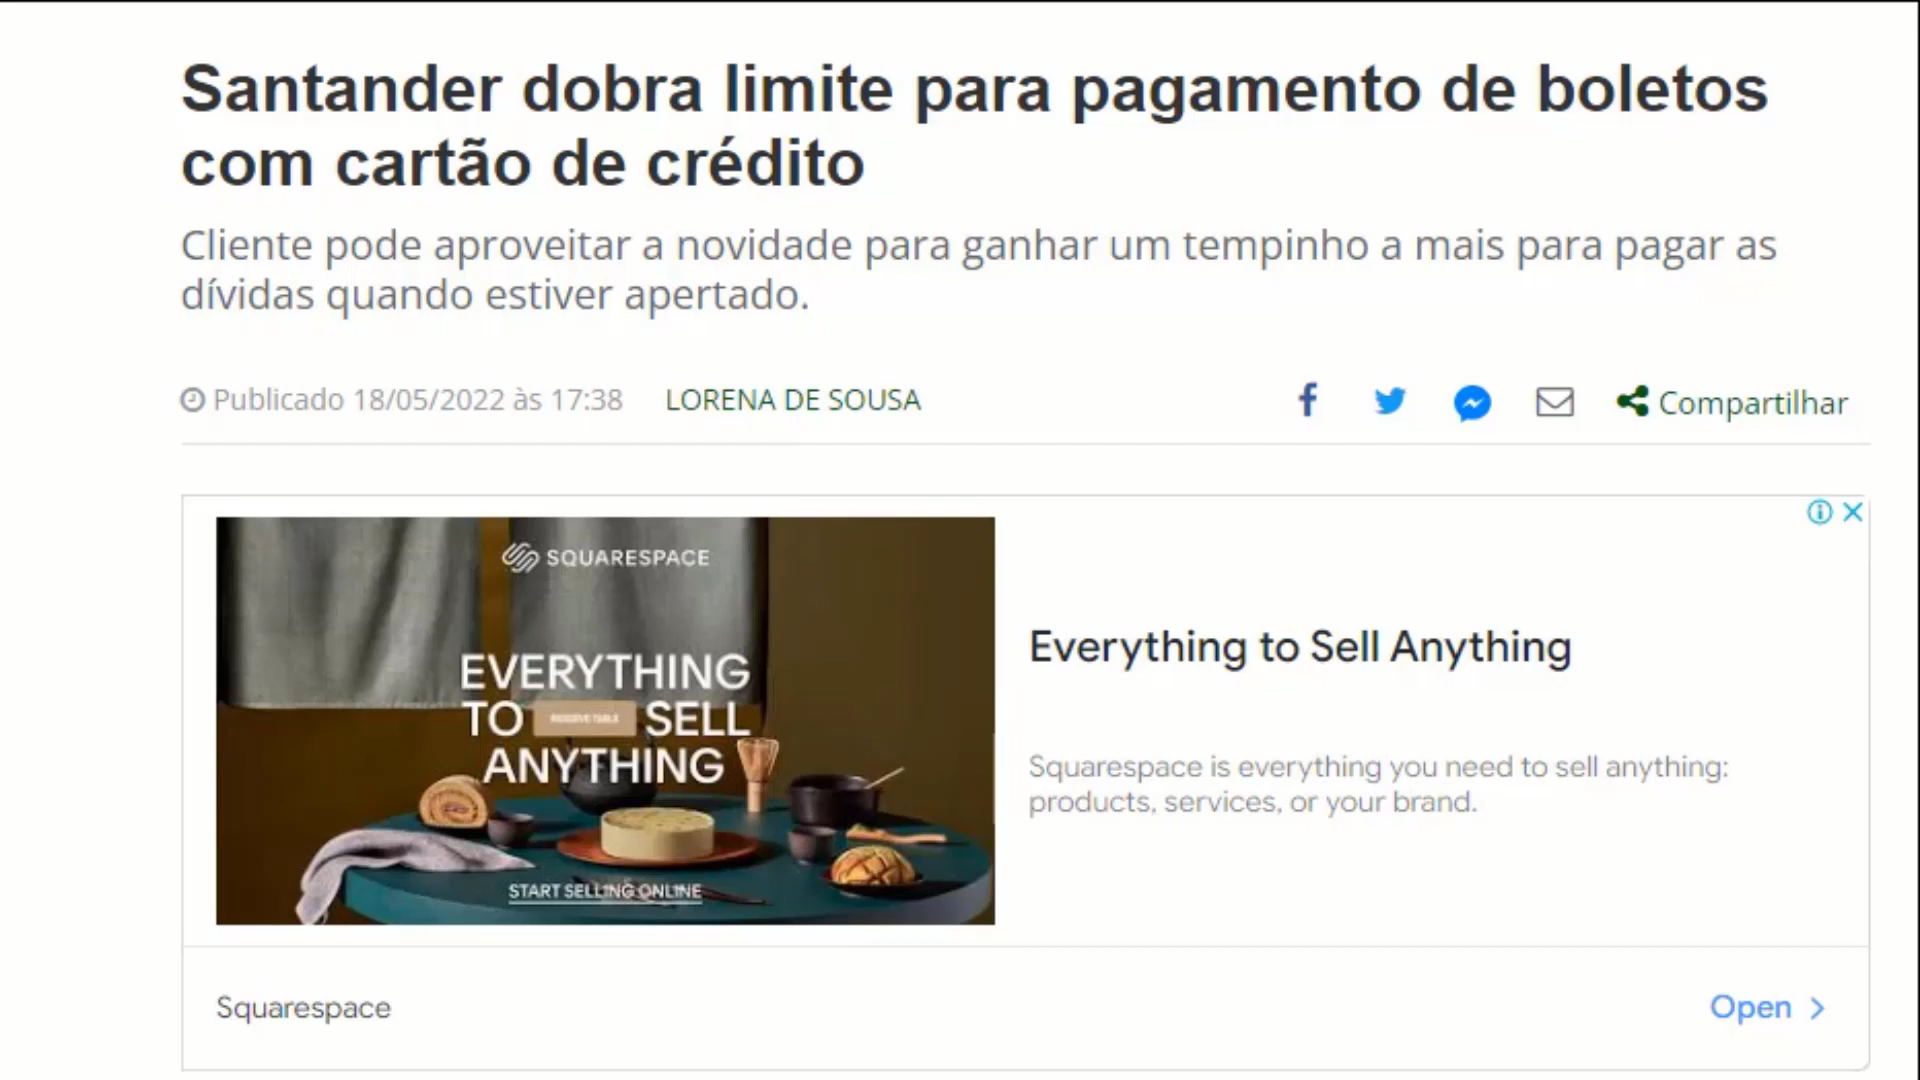 Santander dobra limite para pagamento de boletos
com cartão de crédito
Cliente pode aproveitar a novidade para ganhar um tempinho a mais para pagar as
dívidas quando estiver apertado.
Publicado 18/05/2022 às 17:38 LORENA DE SOUSA
Compartilhar
SQUARESPACE
EVERYTHING
TO SELL
ANYTHING
START SELLING ONLINE
Everything to Sell Anything
Squarespace is everything you need to sell anything:
products, services, or your brand.
Squarespace
Open